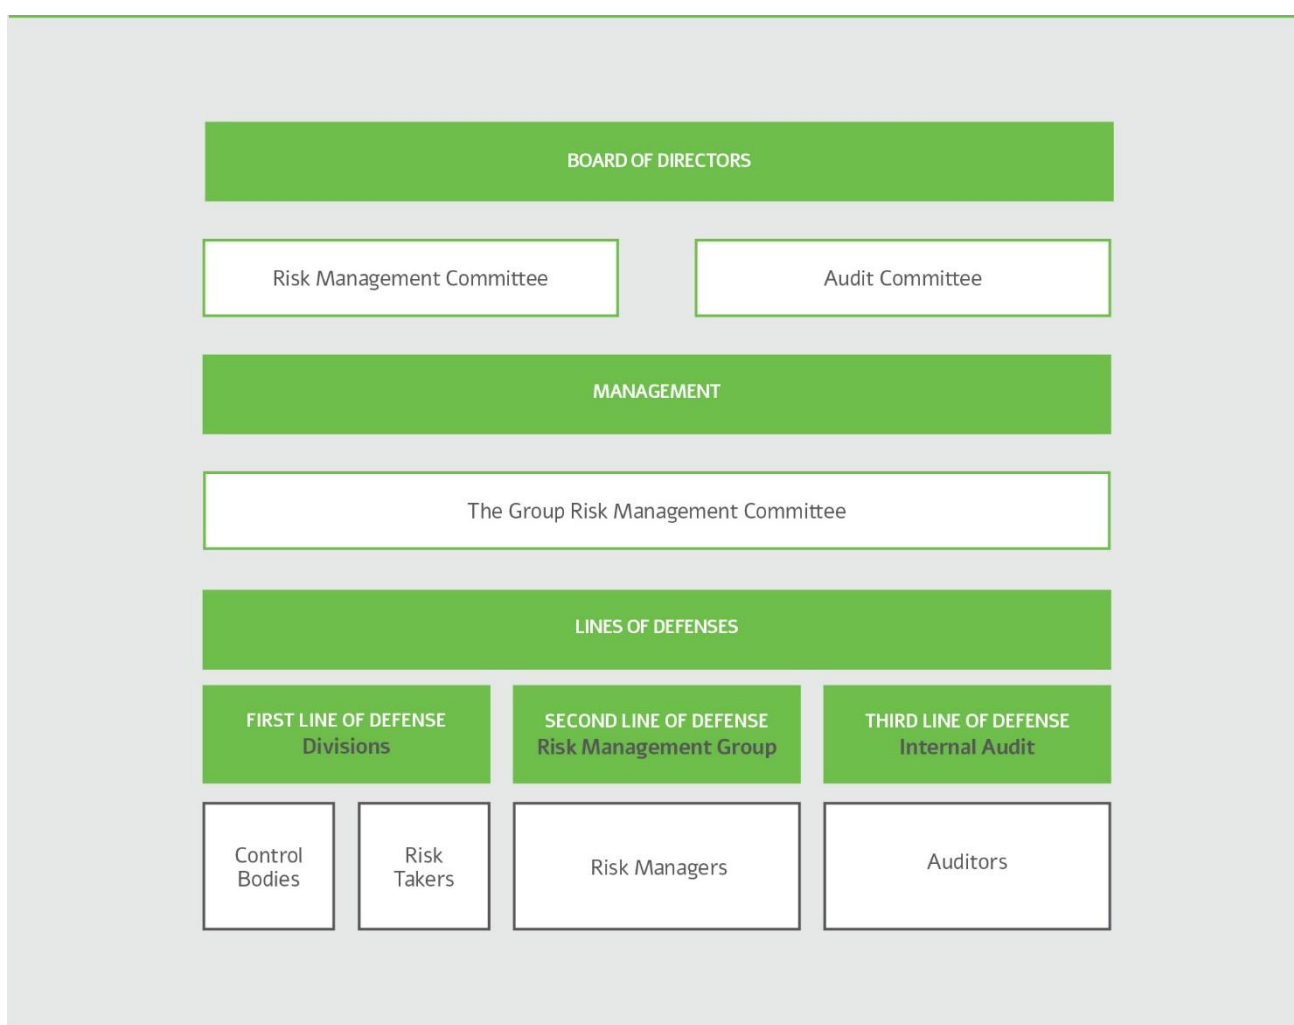 BOARD OF DIRECTORS
Risk Management Committee
Audit Committee
MANAGEMENT
The Group Risk Management Committee
LINES OF DEFENSES
FIRST LINE OF DEFENSE
Divisions
SECOND LINE OF DEFENSE
Risk Management Group
THIRD LINE OF DEFENSE
Internal Audit
Control
Bodies
Risk
Takers
Risk Managers
Auditors